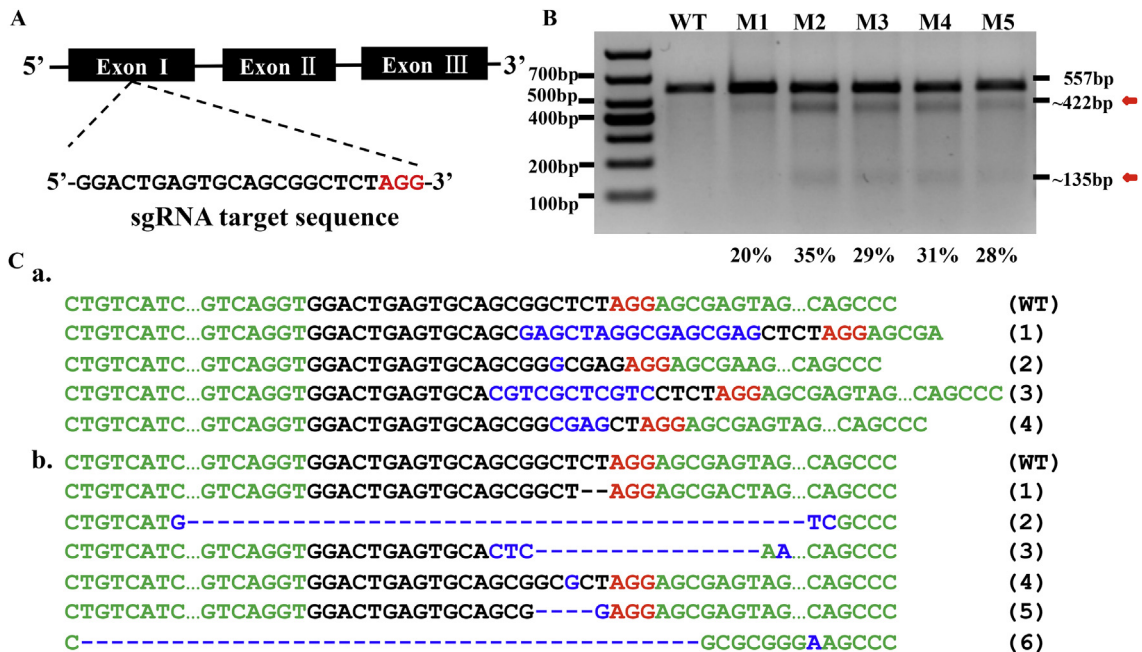 A
5' Exon I Exon II Exon III 3'
5'-GGACTGAGTGCAGCGGCTCTAGG-3'
sgRNA target sequence
B
WT M1 M2 M3 M4 M5
700bp
500bp
400bp
200bp
100bp
557bp
~422bp
~135bp
20% 35% 29% 31% 28%
C a.
CTGTCATC…GTCAGGTGGACTGAGTGCAGCGGCTCTAGGAGCGAGTAG…CAGCCC (WT)
CTGTCATC…GTCAGGTGGACTGAGTGCAGCGAGCTAGGCGAGCGAGCTCTAGGAGCGA (1)
CTGTCATC…GTCAGGTGGACTGAGTGCAGCGGGCGAGAGGAGCGAAG…CAGCCC (2)
CTGTCATC…GTCAGGTGGACTGAGTGCACGTCGCTCGTCCTCTAGGAGCGAGTAG…CAGCCC (3)
CTGTCATC…GTCAGGTGGACTGAGTGCAGCGGCGAGCTAGGAGCGAGTAG…CAGCCC (4)
b.
CTGTCATC…GTCAGGTGGACTGAGTGCAGCGGCTCTAGGAGCGAGTAG…CAGCCC (WT)
CTGTCATC…GTCAGGTGGACTGAGTGCAGCGGCT--AGGAGCGACTAG…CAGCCC (1)
CTGTCATG-----------------------------------------TCGCCC (2)
CTGTCATC…GTCAGGTGGACTGAGTGCACTC---------------AA…CAGCCC (3)
CTGTCATC…GTCAGGTGGACTGAGTGCAGCGGCGCTAGGAGCGAGTAG…CAGCCC (4)
CTGTCATC…GTCAGGTGGACTGAGTGCAGCG----GAGGAGCGAGTAG…CAGCCC (5)
C-----------------------------------------GCGCGGGAAGCCC (6)